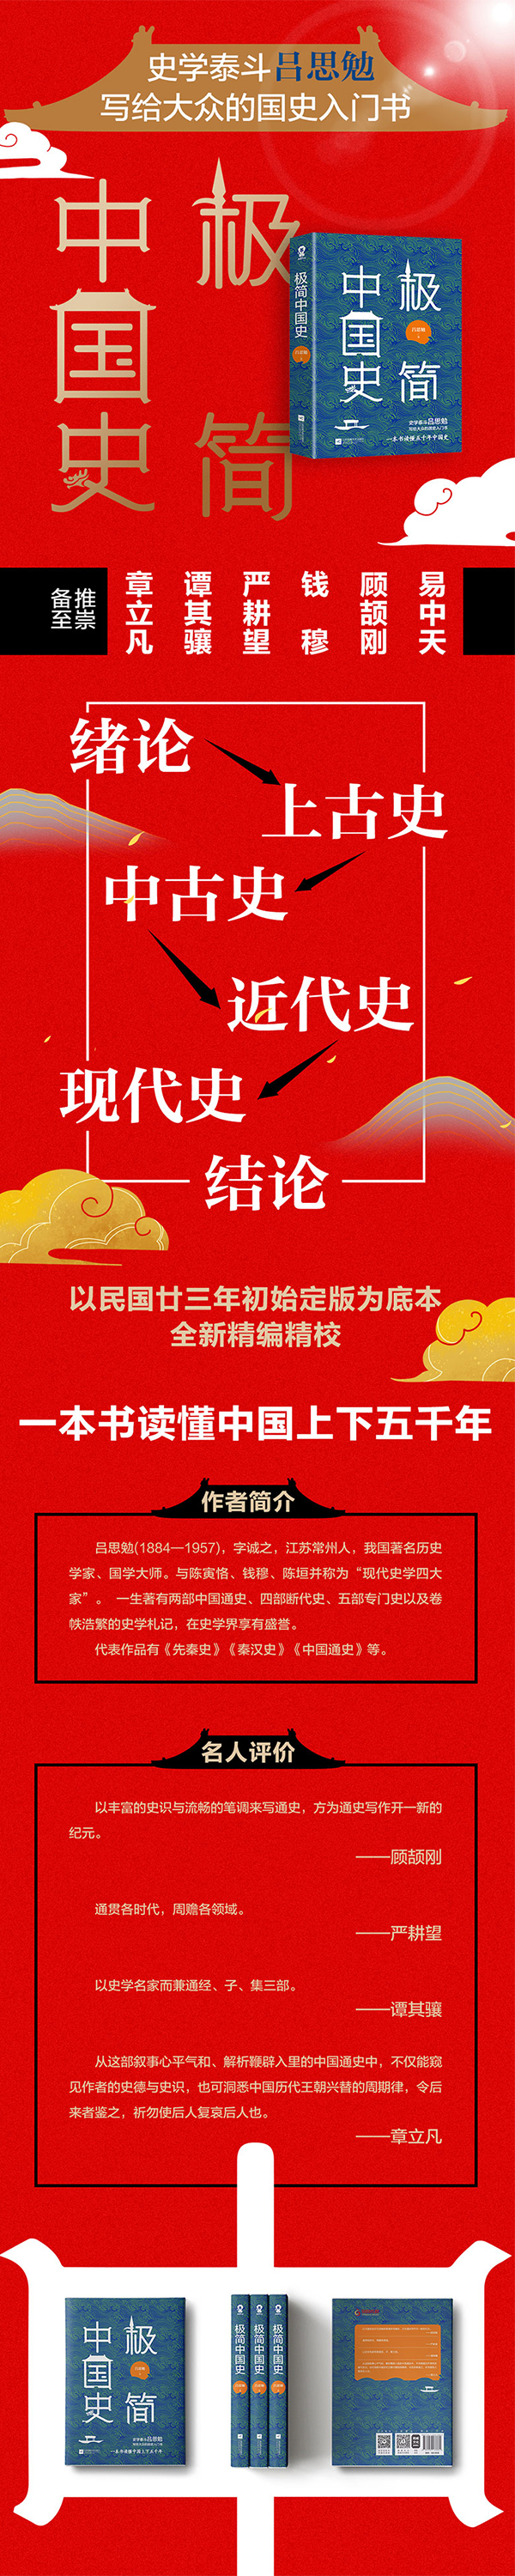 史学泰斗吕思勉
写给大众的国史入门书
极简
中国史
极简中国史
吕思勉
极简
中国史
吕思勉
史学泰斗吕思勉
写给大众的国史入门书
一本书读懂五千年中国史
推崇
备至
章立凡
谭其骧
严耕望
钱穆
顾颉刚
易中天
绪论
上古史
中古史
近代史
现代史
结论
以民国廿三年初始定版为底本
全新精编精校
一本书读懂中国上下五千年
作者简介
吕思勉(1884—1957)，字诚之，江苏常州人，我国著名历史
学家、国学大师。与陈寅恪、钱穆、陈垣并称为“现代史学四大
家”。 一生著有两部中国通史、四部断代史、五部专门史以及卷
帙浩繁的史学札记，在史学界享有盛誉。
代表作品有《先秦史》《秦汉史》《中国通史》等。
名人评价
以丰富的史识与流畅的笔调来写通史，方为通史写作开一新的
纪元。
——顾颉刚
通贯各时代，周赡各领域。
——严耕望
以史学名家而兼通经、子、集三部。
——谭其骧
从这部叙事心平气和、解析鞭辟入里的中国通史中，不仅能窥
见作者的史德与史识，也可洞悉中国历代王朝兴替的周期律，令后
来者鉴之，祈勿使后人复哀后人也。
——章立凡
中
极简
中国史
史学泰斗吕思勉
写给大众的国史入门书
一本书读懂中国上下五千年
极简中国史
极简中国史
极简中国史